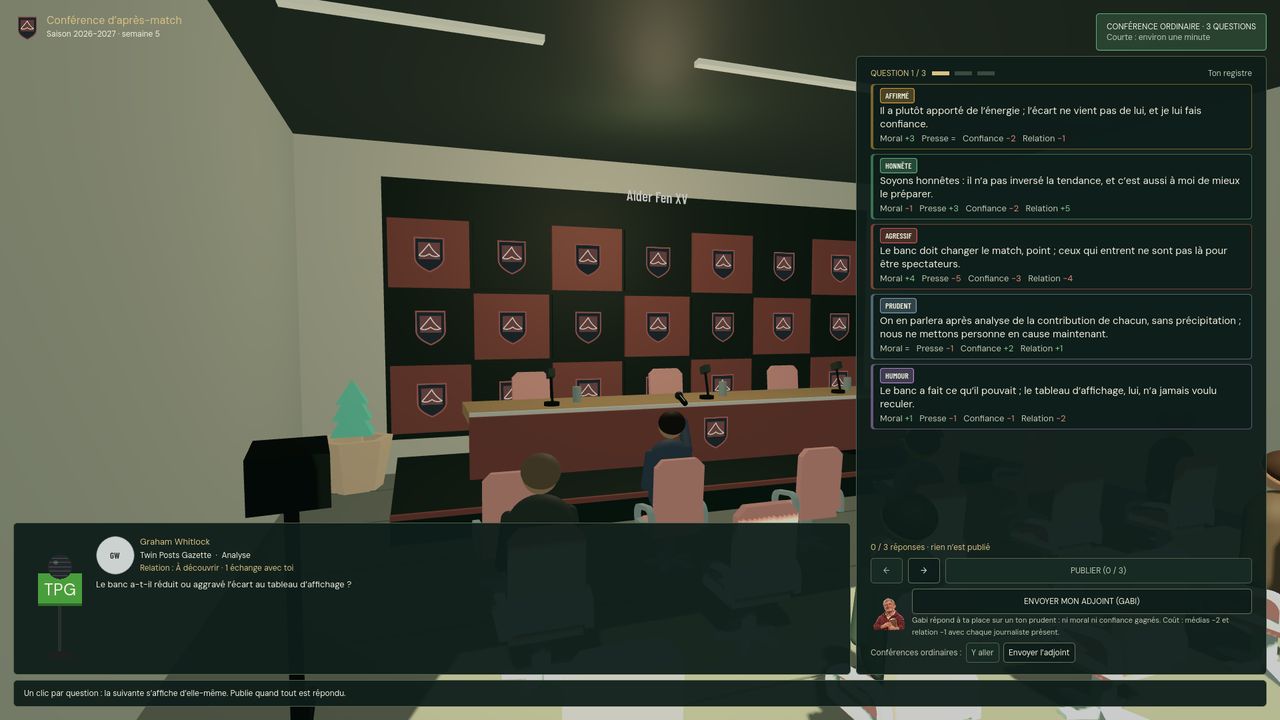 Conférence d'après-match
Saison 2026-2027 · semaine 5
CONFÉRENCE ORDINAIRE · 3 QUESTIONS
Courte : environ une minute
Alder Fen XV
QUESTION 1 / 3
Ton registre
AFFIRMÉ
Il a plutôt apporté de l'énergie ; l'écart ne vient pas de lui, et je lui fais
confiance.
Moral +3 Presse = Confiance −2 Relation −1
HONNÊTE
Soyons honnêtes : il n'a pas inversé la tendance, et c'est aussi à moi de mieux
le préparer.
Moral −1 Presse +3 Confiance −2 Relation +5
AGRESSIF
Le banc doit changer le match, point ; ceux qui entrent ne sont pas là pour
être spectateurs.
Moral +4 Presse −5 Confiance −3 Relation −4
PRUDENT
On en parlera après analyse de la contribution de chacun, sans précipitation ;
nous ne mettons personne en cause maintenant.
Moral = Presse −1 Confiance +2 Relation +1
HUMOUR
Le banc a fait ce qu'il pouvait ; le tableau d'affichage, lui, n'a jamais voulu
reculer.
Moral +1 Presse −1 Confiance −1 Relation −2
0 / 3 réponses · rien n'est publié
← → PUBLIER (0 / 3)
ENVOYER MON ADJOINT (GABI)
Gabi répond à ta place sur un ton prudent : ni moral ni confiance gagnés. Coût : médias −2 et
relation −1 avec chaque journaliste présent.
Conférences ordinaires : Y aller Envoyer l'adjoint
TPG
GW
Graham Whitlock
Twin Posts Gazette · Analyse
Relation : À découvrir · 1 échange avec toi
Le banc a-t-il réduit ou aggravé l'écart au tableau d'affichage ?
Un clic par question : la suivante s'affiche d'elle-même. Publie quand tout est répondu.